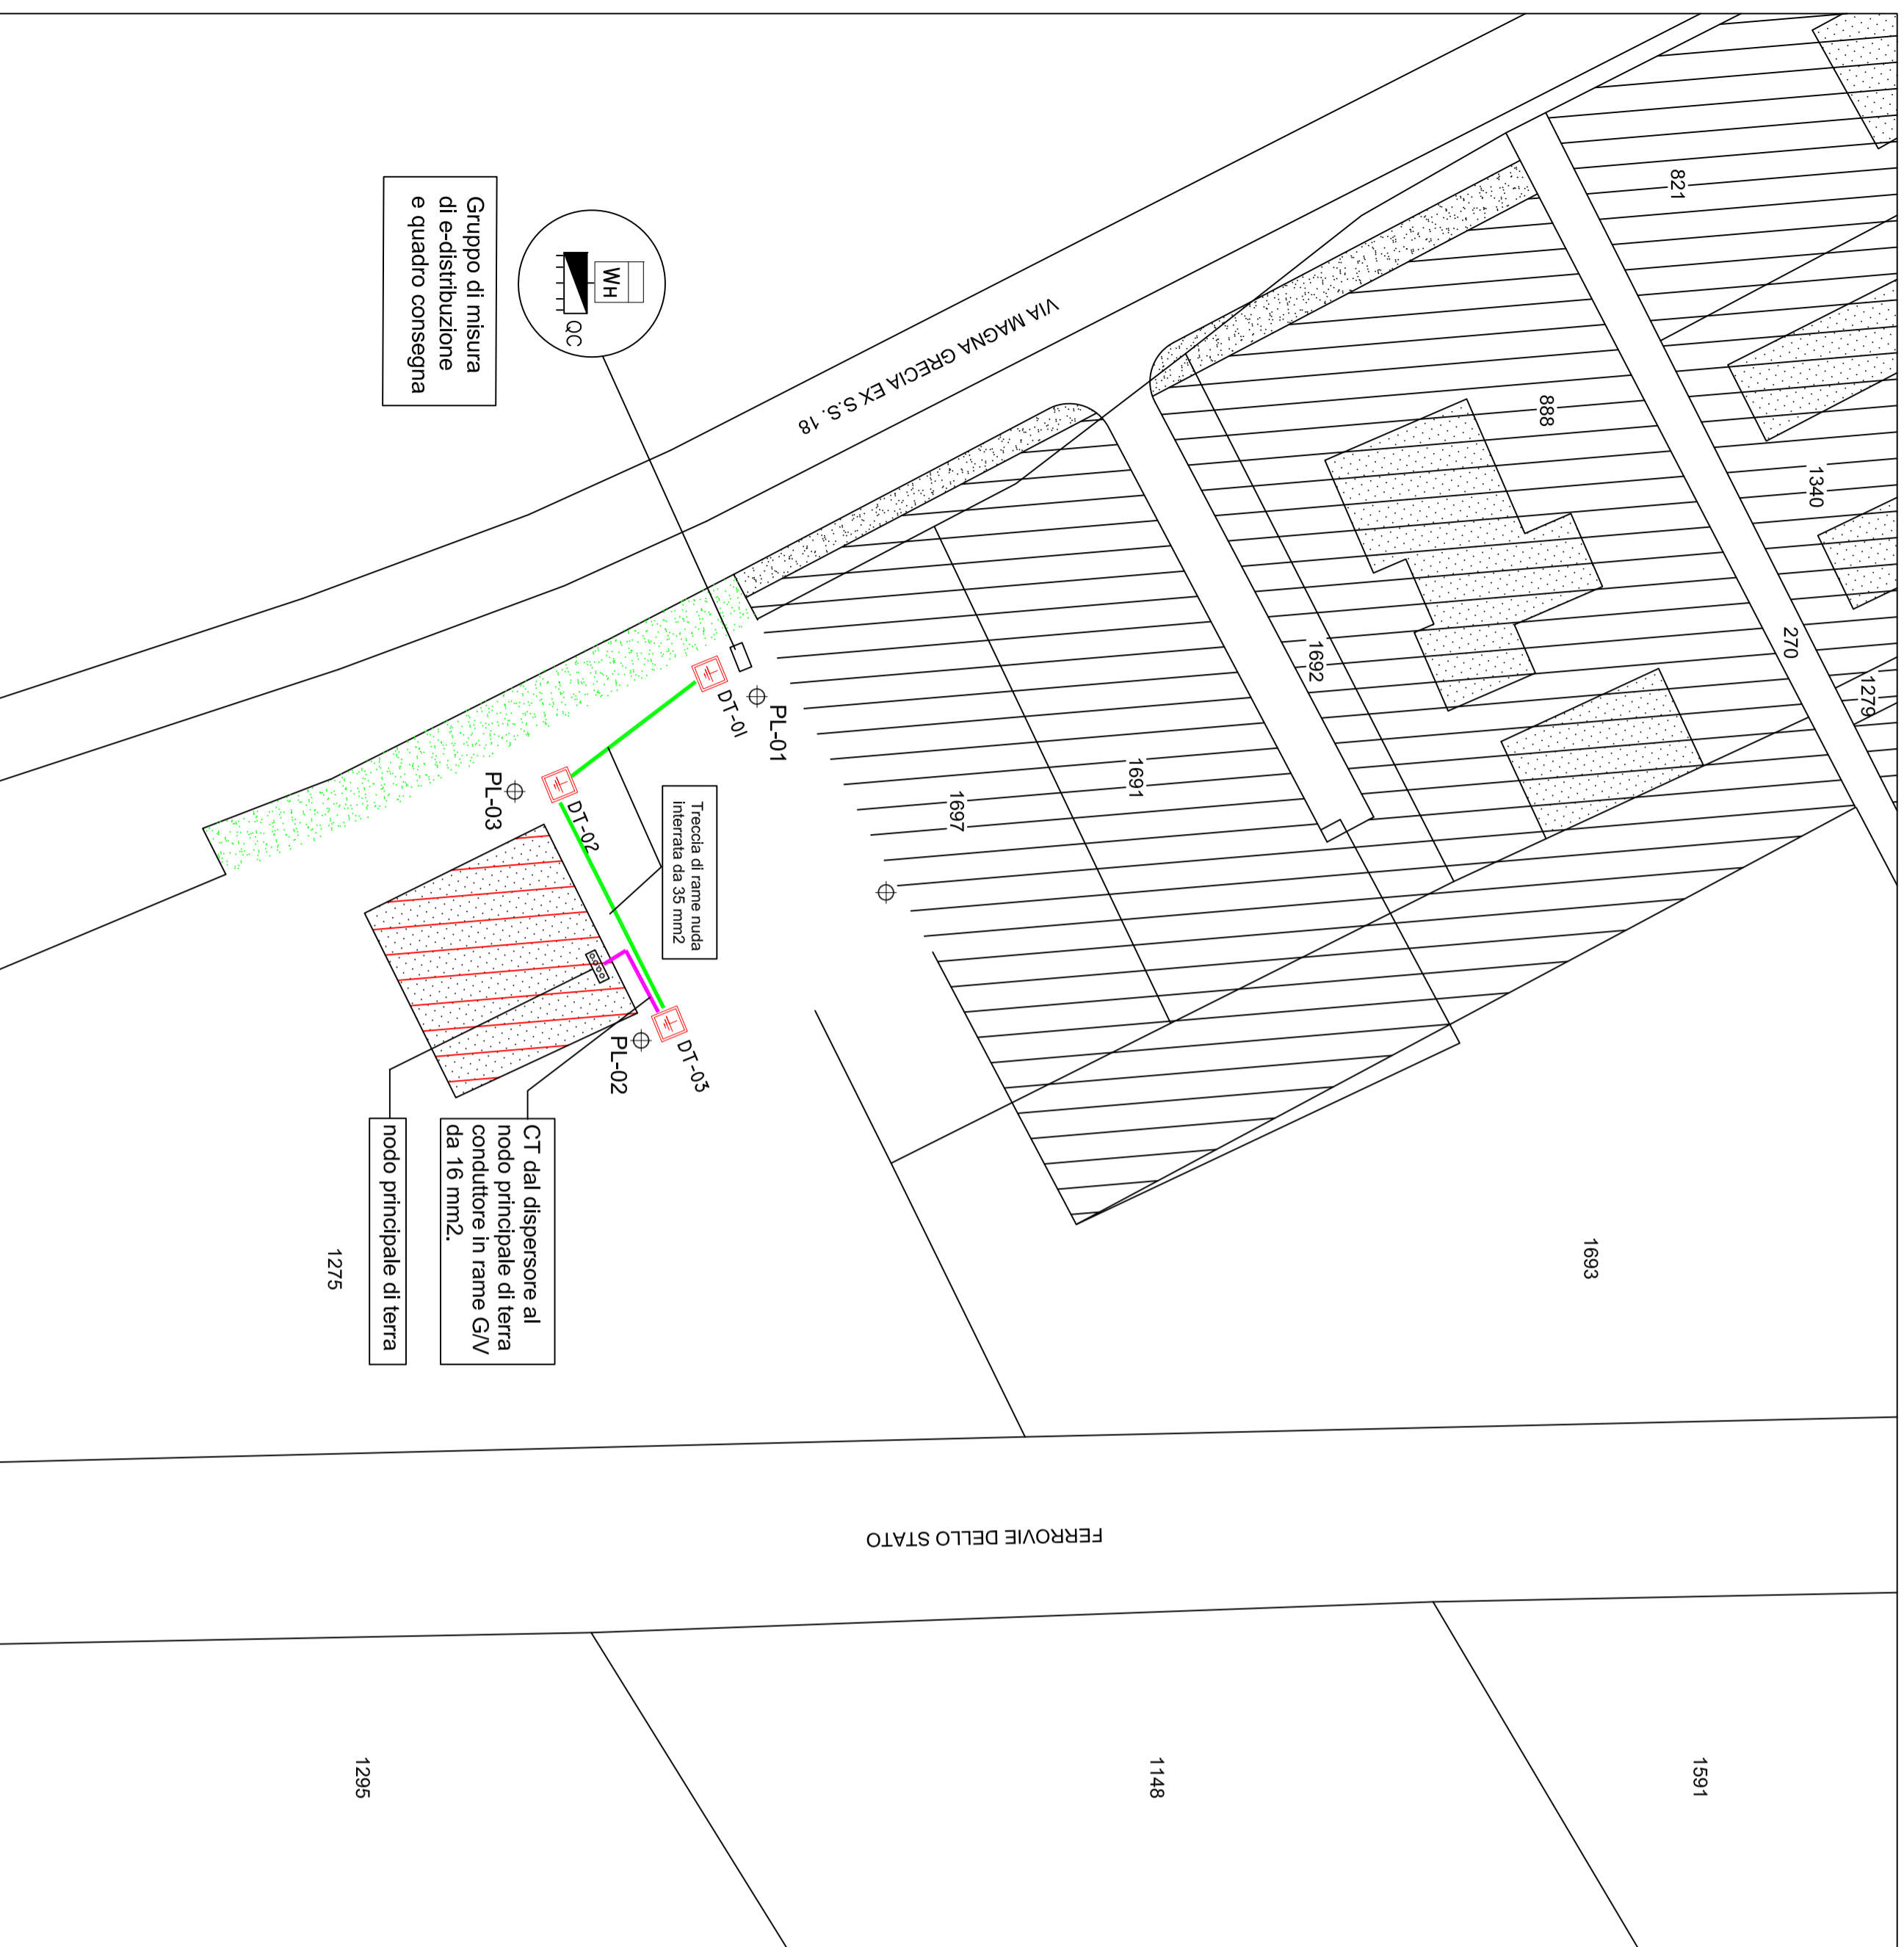 821
888
1340
270
1279
1692
1691
1697
VIA MAGNA GRECIA EX S.S. 18
WH
QC
Gruppo di misura
di e-distribuzione
e quadro consegna
PL-01
DT-01
DT-02
PL-03
Treccia di rame nuda
interrata da 35 mm2
DT-03
PL-02
CT dal dispersore al
nodo principale di terra
conduttore in rame G/V
da 16 mm2.
nodo principale di terra
1275
1693
FERROVIE DELLO STATO
1591
1148
1295